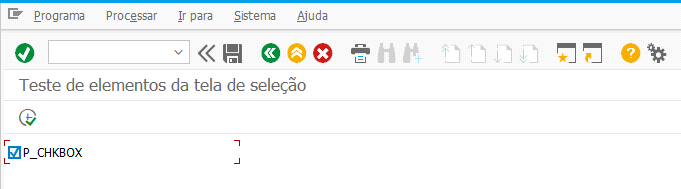 Programa Processar Ir para Sistema Ajuda
Teste de elementos da tela de seleção
P_CHKBOX